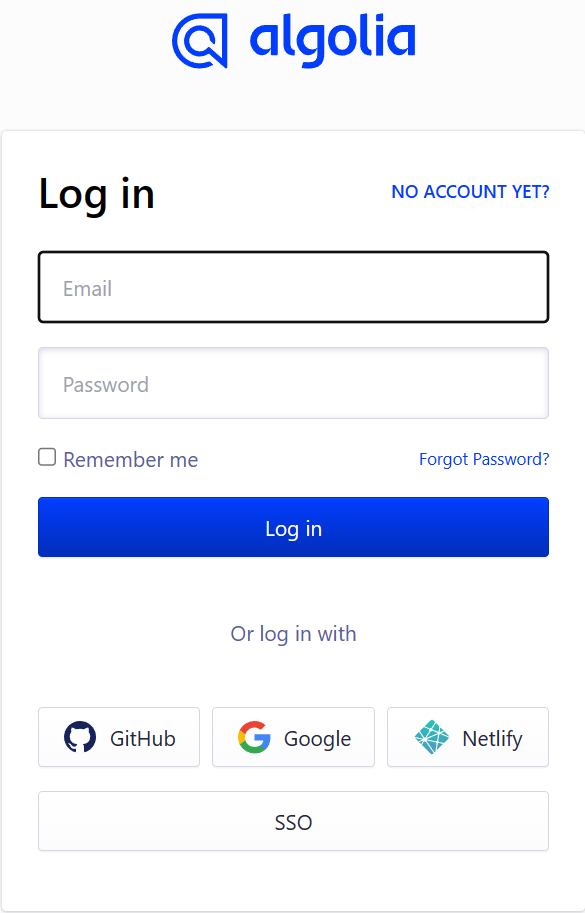 algolia
Log in
NO ACCOUNT YET?
Email
Password
Remember me
Forgot Password?
Log in
Or log in with
GitHub
Google
Netlify
SSO